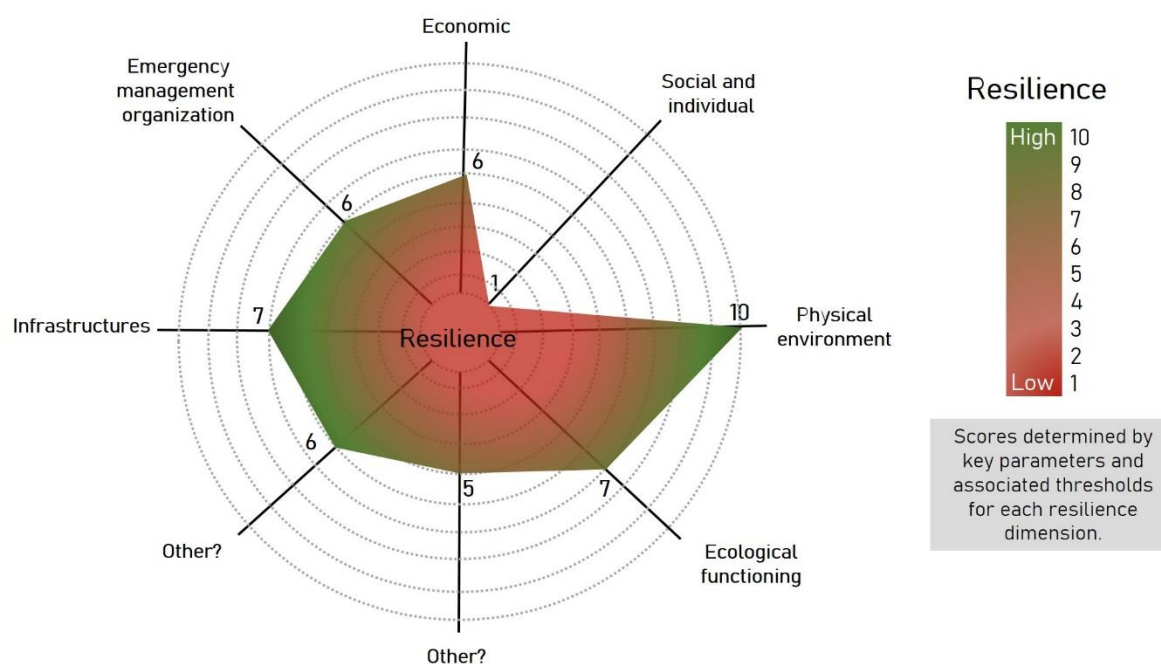 Economic
Emergency
management
organization
Social and
individual
6
6
1
Infrastructures
7
Resilience
10
Physical
environment
6
5
7
Other?
Ecological
functioning
Other?
Resilience
High 10
9
8
7
6
5
4
3
2
Low 1
Scores determined by
key parameters and
associated thresholds
for each resilience
dimension.